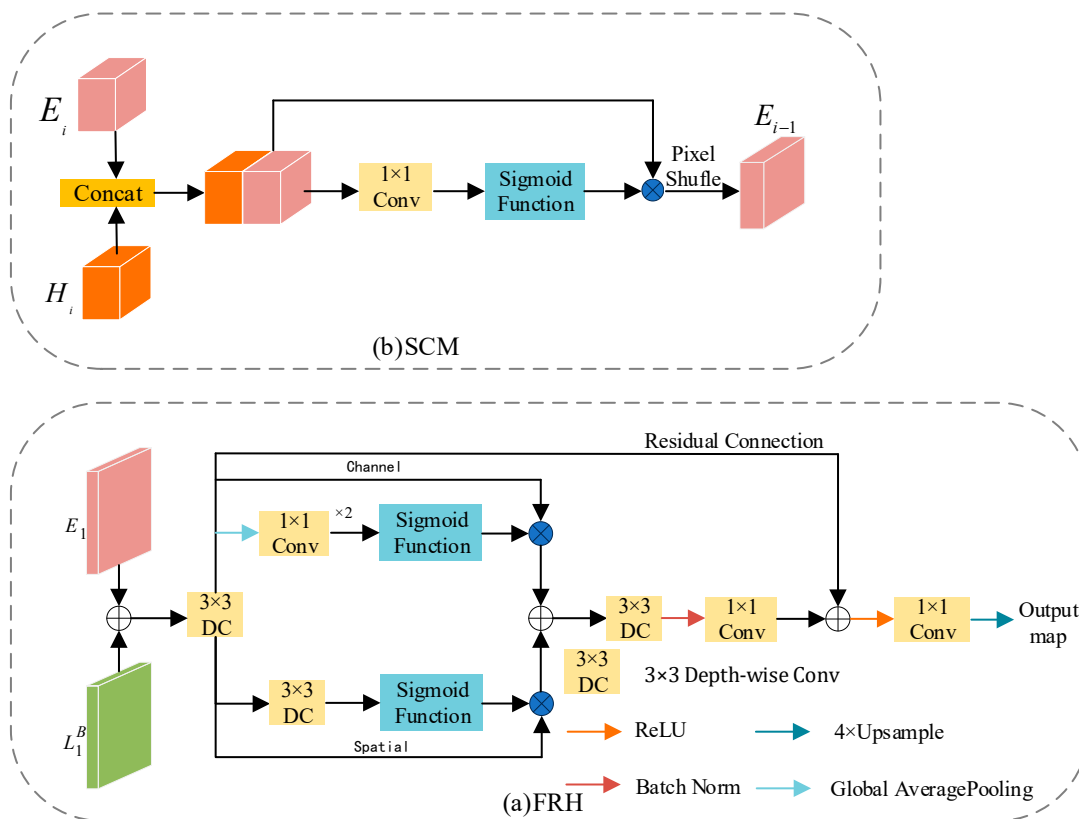 E_i
Concat
H_i
1×1
Conv
Sigmoid
Function
Pixel
Shufle
E_{i-1}
(b)SCM
Residual Connection
Channel
E_1
1×1
Conv
×2
Sigmoid
Function
3×3
DC
3×3
DC
1×1
Conv
1×1
Conv
Output
map
L_1^B
3×3
DC
Sigmoid
Function
Spatial
3×3
DC
3×3 Depth-wise Conv
ReLU
4×Upsample
Batch Norm
Global AveragePooling
(a)FRH